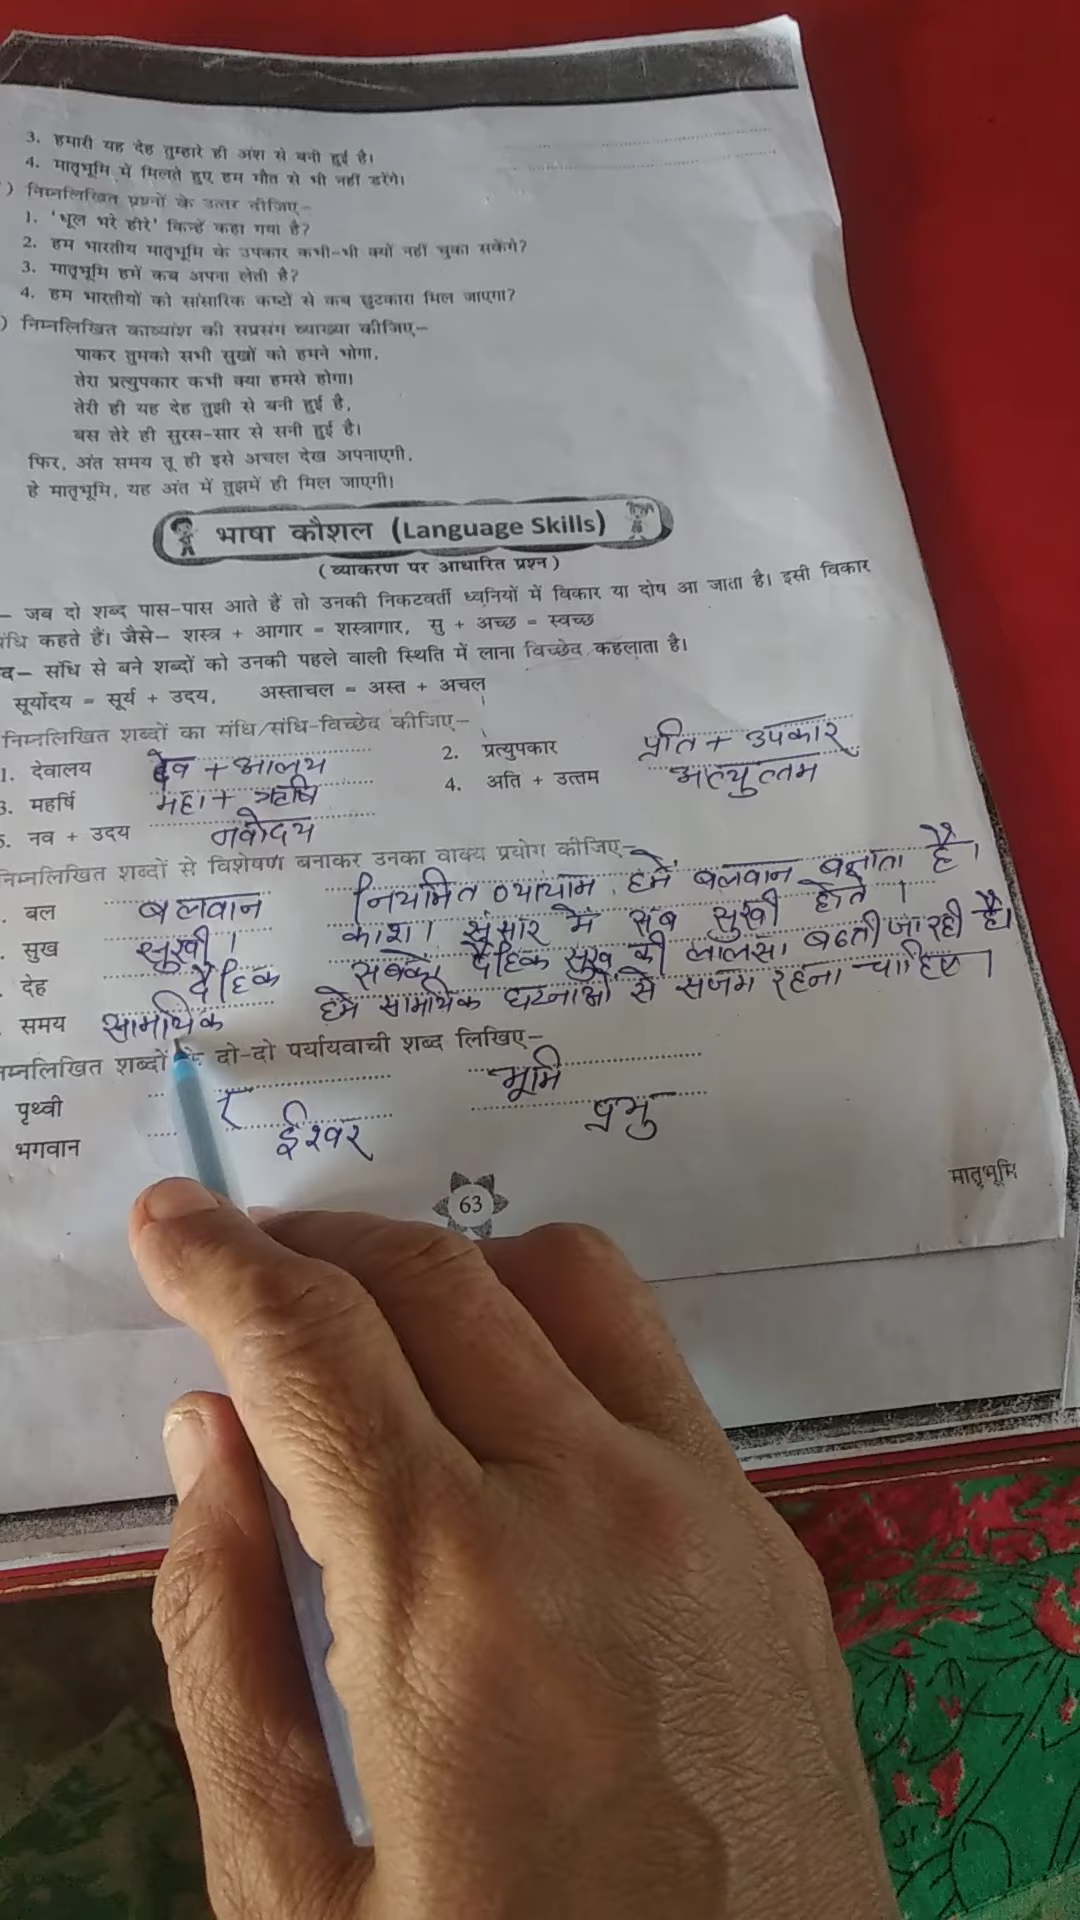 3. हमारी यह देह तुम्हारे ही अंश से बनी हुई है।
4. मातृभूमि में मिलते हुए हम मौत से भी नहीं डरेंगे।
) निम्नलिखित प्रश्नों के उत्तर दीजिए–
1. 'धूल भरे हीरे' किन्हें कहा गया है?
2. हम भारतीय मातृभूमि के उपकार कभी-भी क्यों नहीं चुका सकेंगे?
3. मातृभूमि हमें कब अपना लेती है?
4. हम भारतीयों को सांसारिक कष्टों से कब छुटकारा मिल जाएगा?
) निम्नलिखित काव्यांश की सप्रसंग व्याख्या कीजिए–
पाकर तुमको सभी सुखों को हमने भोगा,
तेरा प्रत्युपकार कभी क्या हमसे होगा।
तेरी ही यह देह तुझी से बनी हुई है,
बस तेरे ही सुरस-सार से सनी हुई है।
फिर, अंत समय तू ही इसे अचल देख अपनाएगी,
हे मातृभूमि, यह अंत में तुझमें ही मिल जाएगी।
भाषा कौशल (Language Skills)
(व्याकरण पर आधारित प्रश्न)
– जब दो शब्द पास-पास आते हैं तो उनकी निकटवर्ती ध्वनियों में विकार या दोष आ जाता है। इसी विकार
कहते हैं। जैसे– शस्त्र + आगार = शस्त्रागार, सु + अच्छ = स्वच्छ
द– संधि से बने शब्दों को उनकी पहले वाली स्थिति में लाना विच्छेद कहलाता है।
सूर्योदय = सूर्य + उदय, अस्ताचल = अस्त + अचल
निम्नलिखित शब्दों का संधि/संधि-विच्छेद कीजिए–
1. देवालय देव + आलय 2. प्रत्युपकार प्रति + उपकार
3. महर्षि महा + ऋषि 4. अति + उत्तम अत्युत्तम
5. नव + उदय नवोदय
निम्नलिखित शब्दों से विशेषण बनाकर उनका वाक्य प्रयोग कीजिए–
. बल बलवान नियमित व्यायाम हमें बलवान बनाता है।
. सुख सुखी। काश। संसार में सब सुखी होते।
. देह दैहिक सबकी दैहिक सुख की लालसा बढती जा रही है।
. समय सामयिक हमें सामयिक घटनाओं से सजग रहना चाहिए।
म्नलिखित शब्दों के दो-दो पर्यायवाची शब्द लिखिए–
पृथ्वी भूमि
भगवान ईश्वर प्रभु
63
मातृभूमि